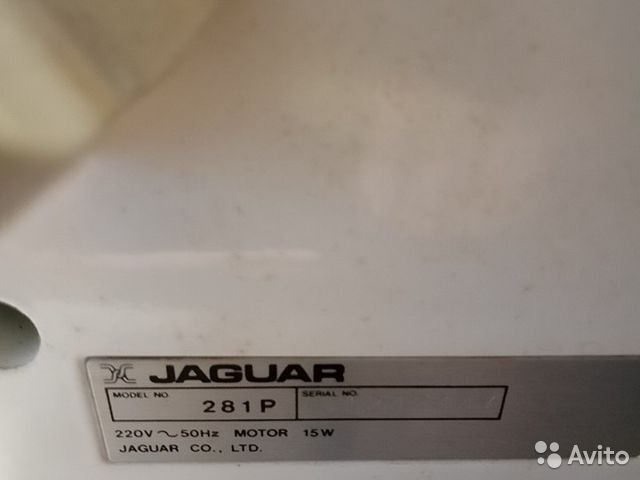 JAGUAR
MODEL NO. SERIAL NO.
281P
220V ~ 50Hz MOTOR 15W
JAGUAR CO., LTD.
Avito